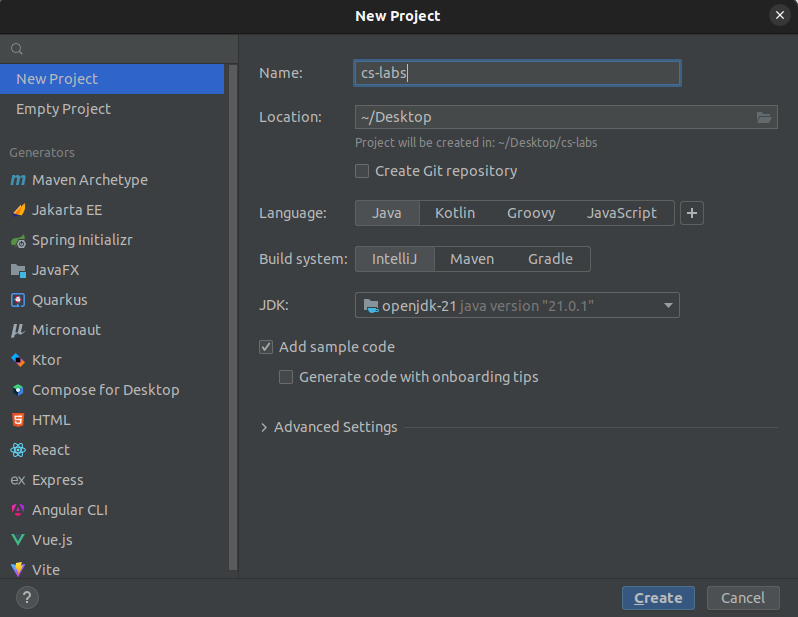 New Project
New Project
Empty Project
Generators
Maven Archetype
Jakarta EE
Spring Initializr
JavaFX
Quarkus
Micronaut
Ktor
Compose for Desktop
HTML
React
ex Express
Angular CLI
Vue.js
Vite
Name: cs-labs
Location: ~/Desktop
Project will be created in: ~/Desktop/cs-labs
Create Git repository
Language: Java Kotlin Groovy JavaScript +
Build system: IntelliJ Maven Gradle
JDK: openjdk-21 java version "21.0.1"
Add sample code
Generate code with onboarding tips
Advanced Settings
? Create Cancel